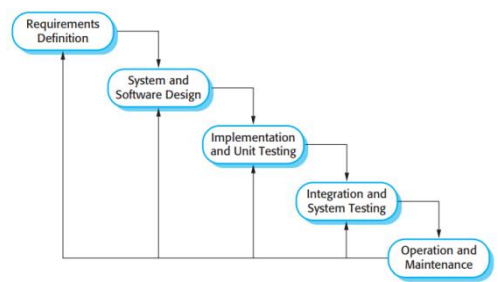 Requirements
Definition
System and
Software Design
Implementation
and Unit Testing
Integration and
System Testing
Operation and
Maintenance